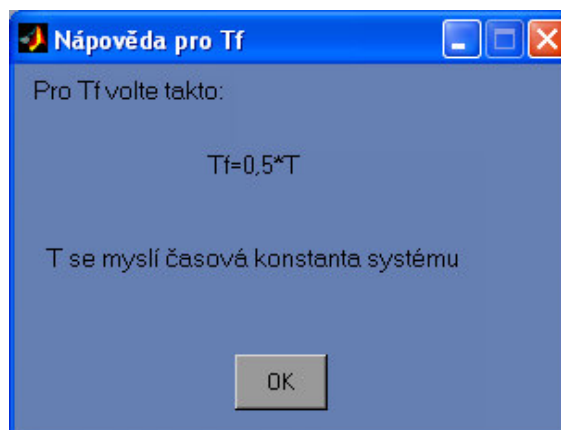 Nápověda pro Tf
Pro Tf volte takto:
Tf=0,5*T
T se myslí časová konstanta systému
OK